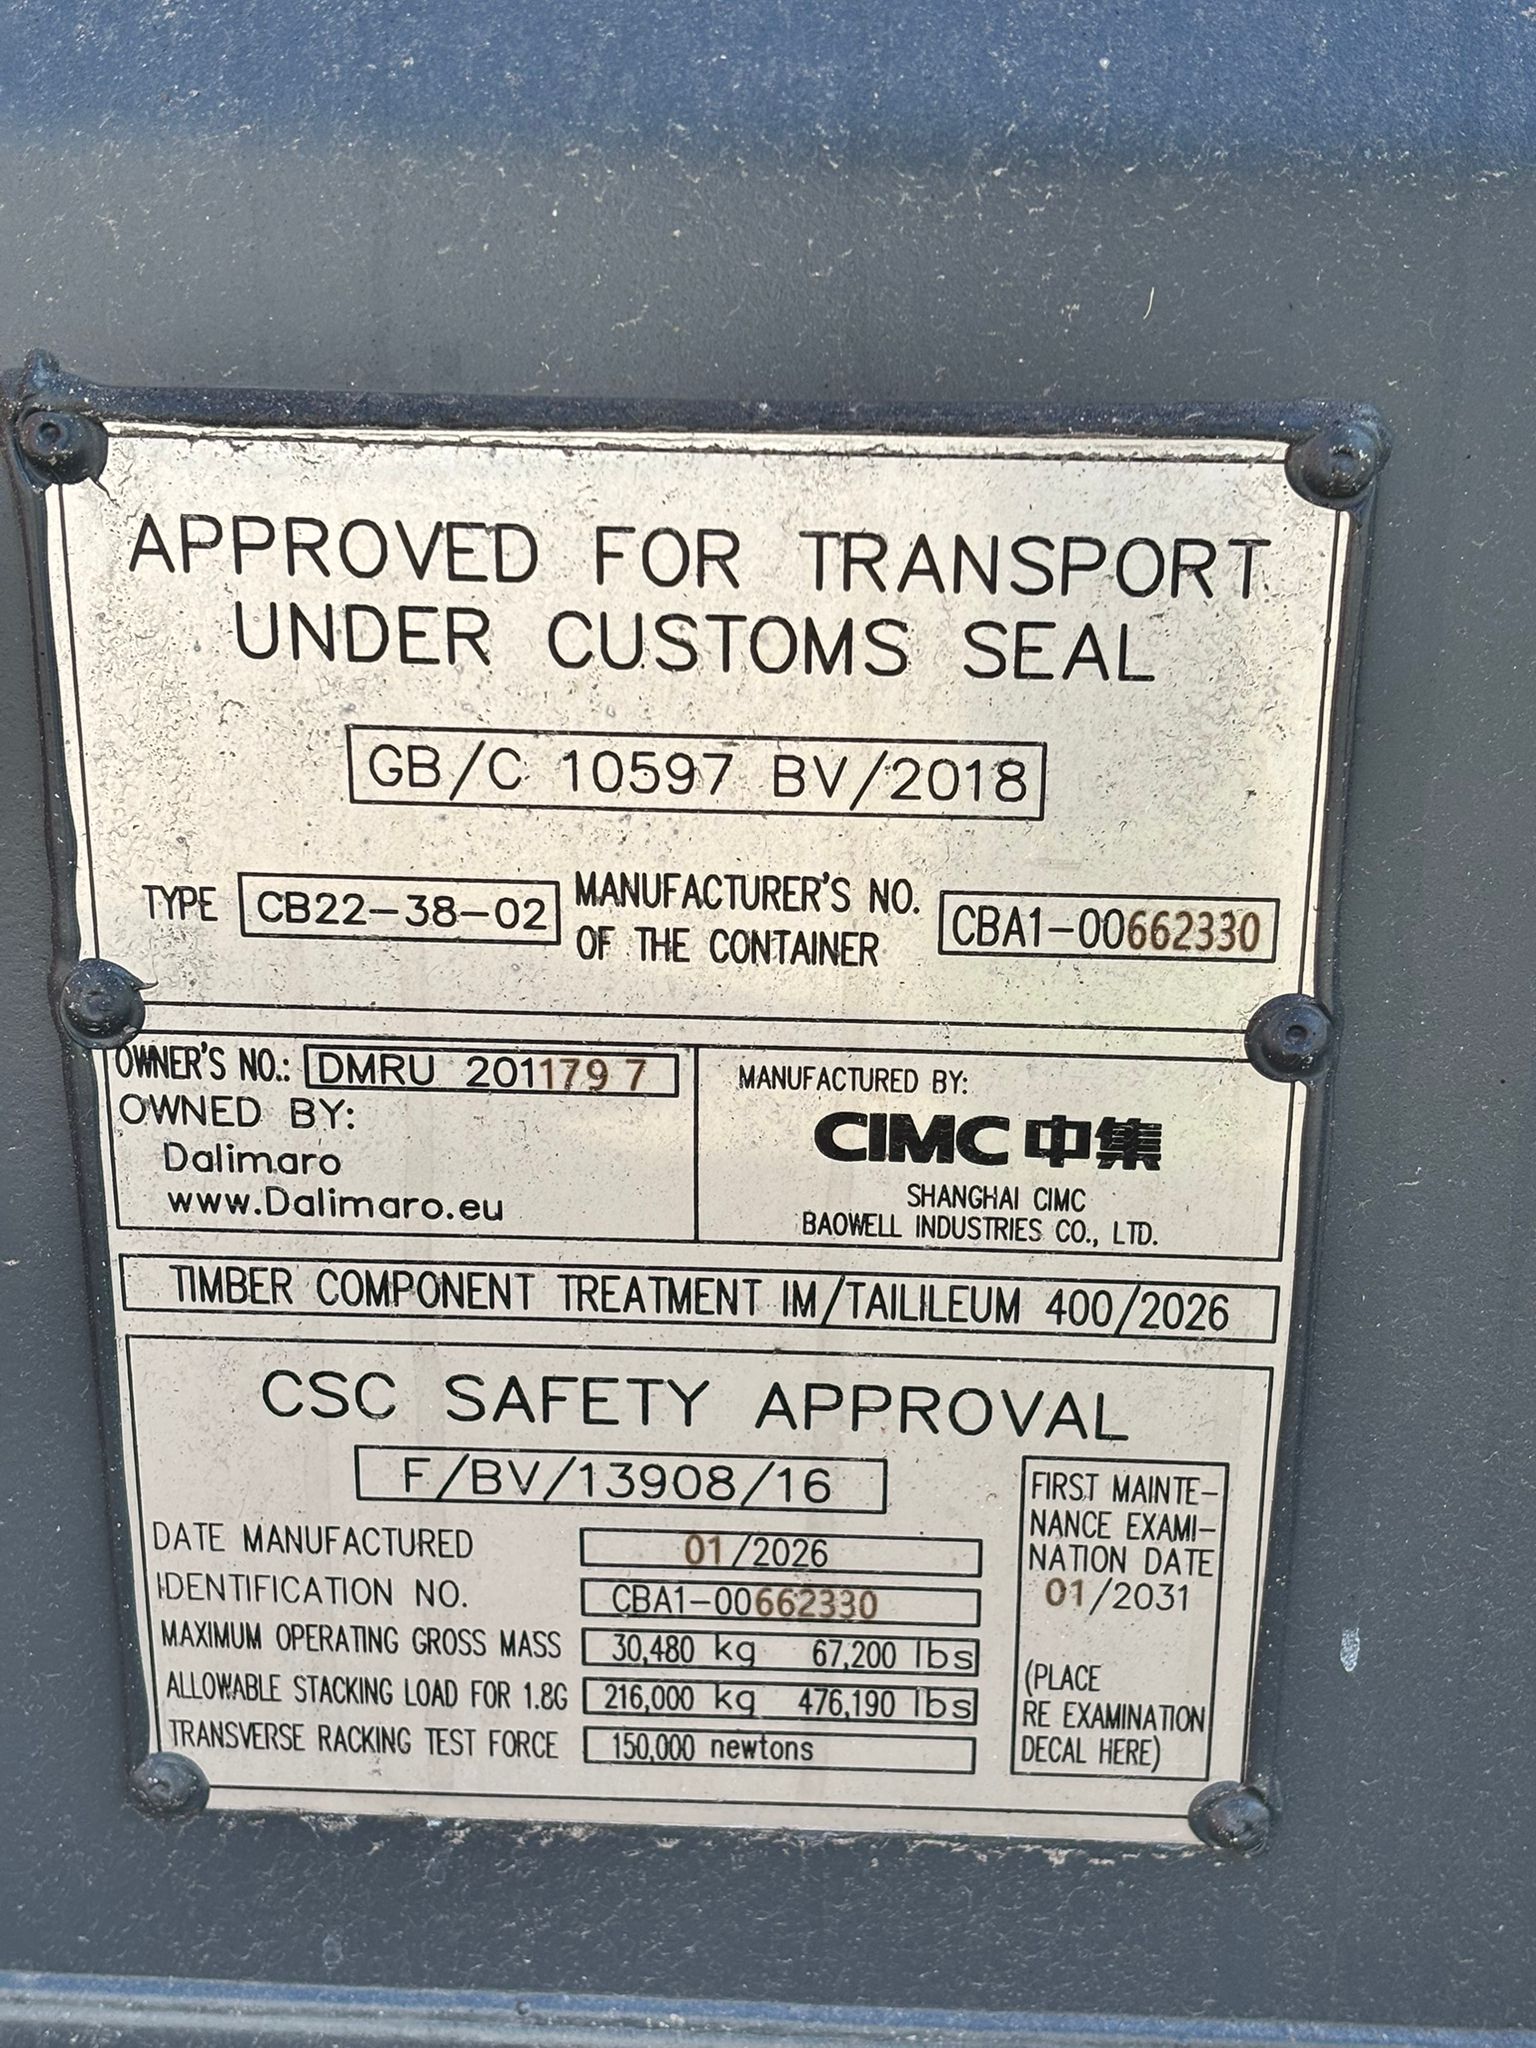 APPROVED FOR TRANSPORT
UNDER CUSTOMS SEAL
GB/C 10597 BV/2018
TYPE CB22-38-02 MANUFACTURER'S NO. OF THE CONTAINER CBA1-00662330
OWNER'S NO.: DMRU 201179 7
OWNED BY:
Dalimaro
www.Dalimaro.eu
MANUFACTURED BY:
CIMC 中集
SHANGHAI CIMC
BAOWELL INDUSTRIES CO., LTD.
TIMBER COMPONENT TREATMENT IM/TAILILEUM 400/2026
CSC SAFETY APPROVAL
F/BV/13908/16
DATE MANUFACTURED 01/2026
IDENTIFICATION NO. CBA1-00662330
MAXIMUM OPERATING GROSS MASS 30,480 kg 67,200 lbs
ALLOWABLE STACKING LOAD FOR 1.8G 216,000 kg 476,190 lbs
TRANSVERSE RACKING TEST FORCE 150,000 newtons
FIRST MAINTE-
NANCE EXAMI-
NATION DATE
01/2031
(PLACE
RE EXAMINATION
DECAL HERE)